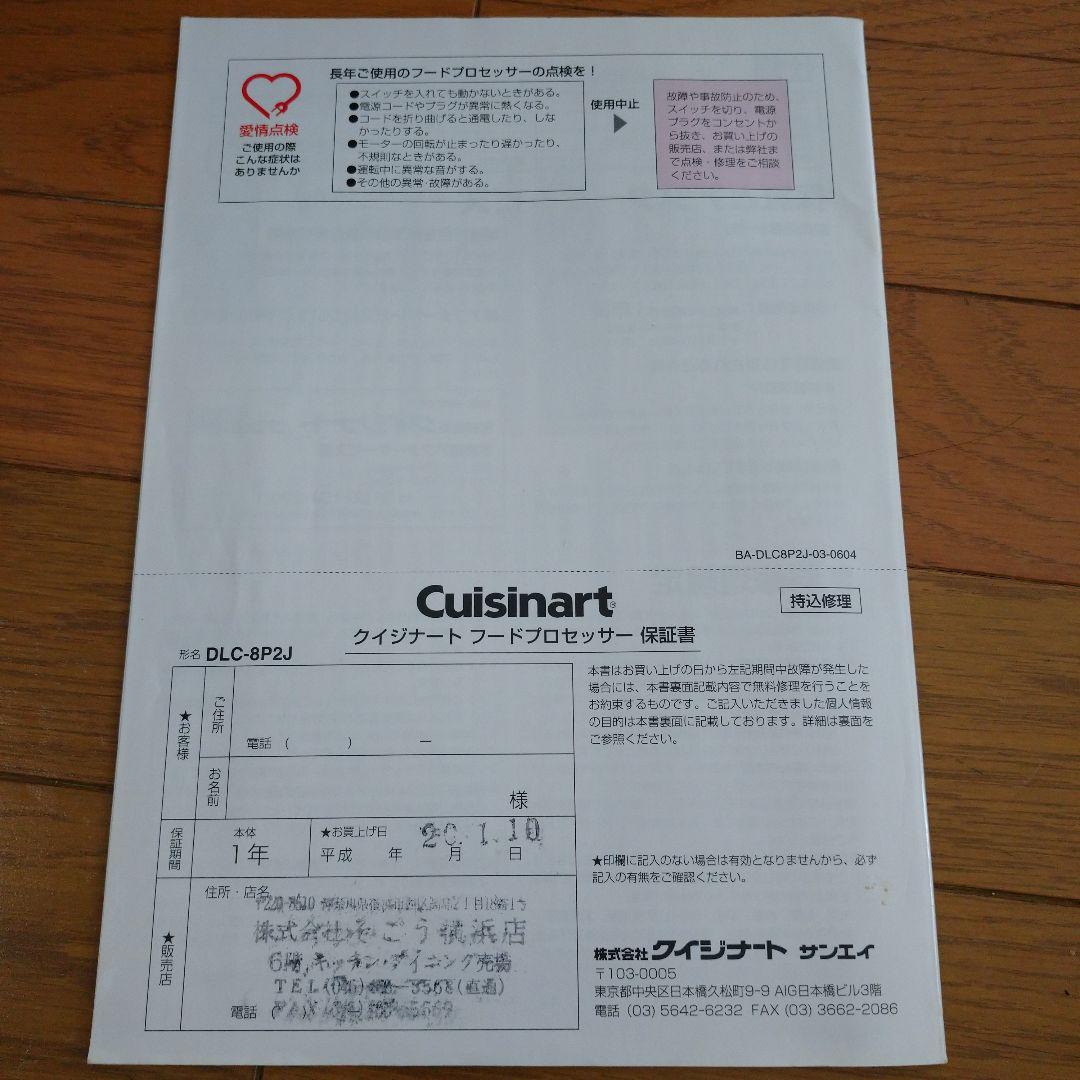 長年ご使用のフードプロセッサーの点検を！
愛情点検
ご使用の際
こんな症状は
ありませんか
●スイッチを入れても動かないときがある。
●電源コードやプラグが異常に熱くなる。
●コードを折り曲げると通電したり、しな
かったりする。
●モーターの回転が止まったり遅かったり、
不規則なときがある。
●運転中に異常な音がする。
●その他の異常・故障がある。
使用中止
故障や事故防止のため、
スイッチを切り、電源
プラグをコンセントか
ら抜き、お買い上げの
販売店、または弊社ま
で点検・修理をご相談
ください。
BA-DLC8P2J-03-0604
Cuisinart®
持込修理
クイジナート フードプロセッサー 保証書
形名 DLC-8P2J
★お客様
ご住所
電話（　　　）　　ー
お名前
様
保証期間
本体
1年
★お買上げ日
平成　年　月　日
20.1.10
★販売店
住所・店名
株式会社そごう横浜店
6階,キッチン・ダイニング売場
TEL(045) 3568(直通)
電話（
本書はお買い上げの日から左記期間中故障が発生した
場合には、本書裏面記載内容で無料修理を行うことを
お約束するものです。ご記入いただきました個人情報
の目的は本書裏面に記載しております。詳細は裏面を
ご参照ください。
★印欄に記入のない場合は有効となりませんから、必ず
記入の有無をご確認ください。
株式会社 クイジナート サンエイ
〒103-0005
東京都中央区日本橋久松町9-9 AIG日本橋ビル3階
電話 (03) 5642-6232 FAX (03) 3662-2086